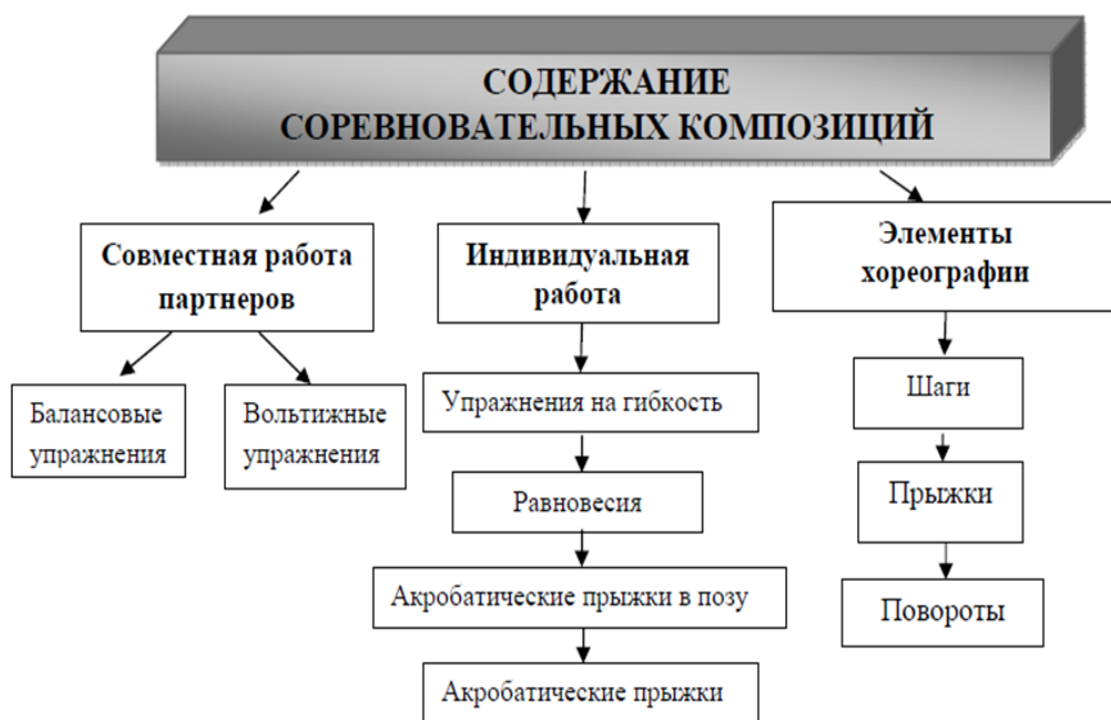 СОДЕРЖАНИЕ
СОРЕВНОВАТЕЛЬНЫХ КОМПОЗИЦИЙ
Совместная работа
партнеров
Балансовые
упражнения
Вольтижные
упражнения
Индивидуальная
работа
Упражнения на гибкость
Равновесия
Акробатические прыжки в позу
Акробатические прыжки
Элементы
хореографии
Шаги
Прыжки
Повороты